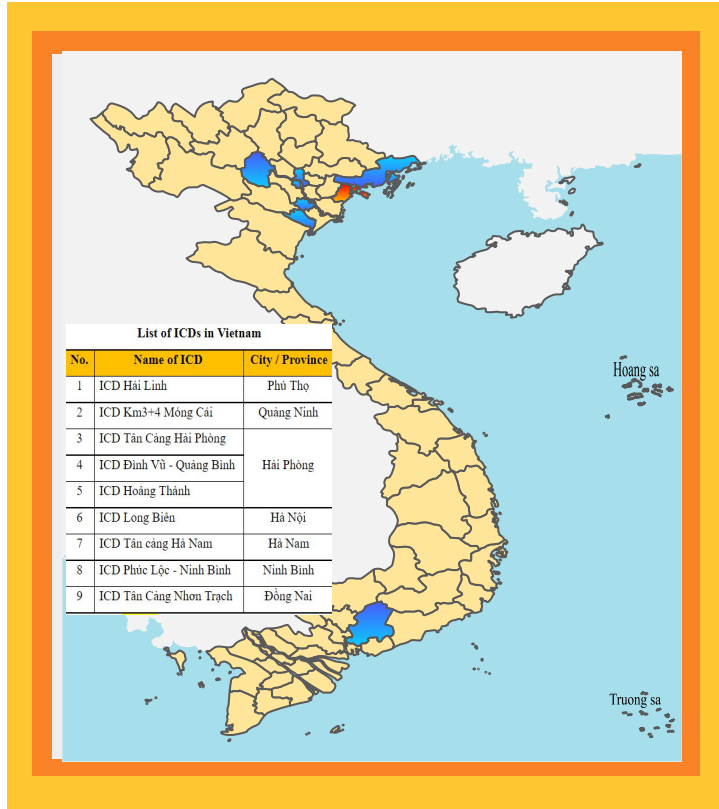 List of ICDs in Vietnam
No. Name of ICD City / Province
1 ICD Hải Linh Phú Thọ
2 ICD Km3+4 Móng Cái Quảng Ninh
3 ICD Tân Cảng Hải Phòng
4 ICD Đình Vũ - Quảng Bình Hải Phòng
5 ICD Hoàng Thành
6 ICD Long Biên Hà Nội
7 ICD Tân cảng Hà Nam Hà Nam
8 ICD Phúc Lộc - Ninh Bình Ninh Bình
9 ICD Tân Cảng Nhơn Trạch Đồng Nai
Hoang sa
Truong sa